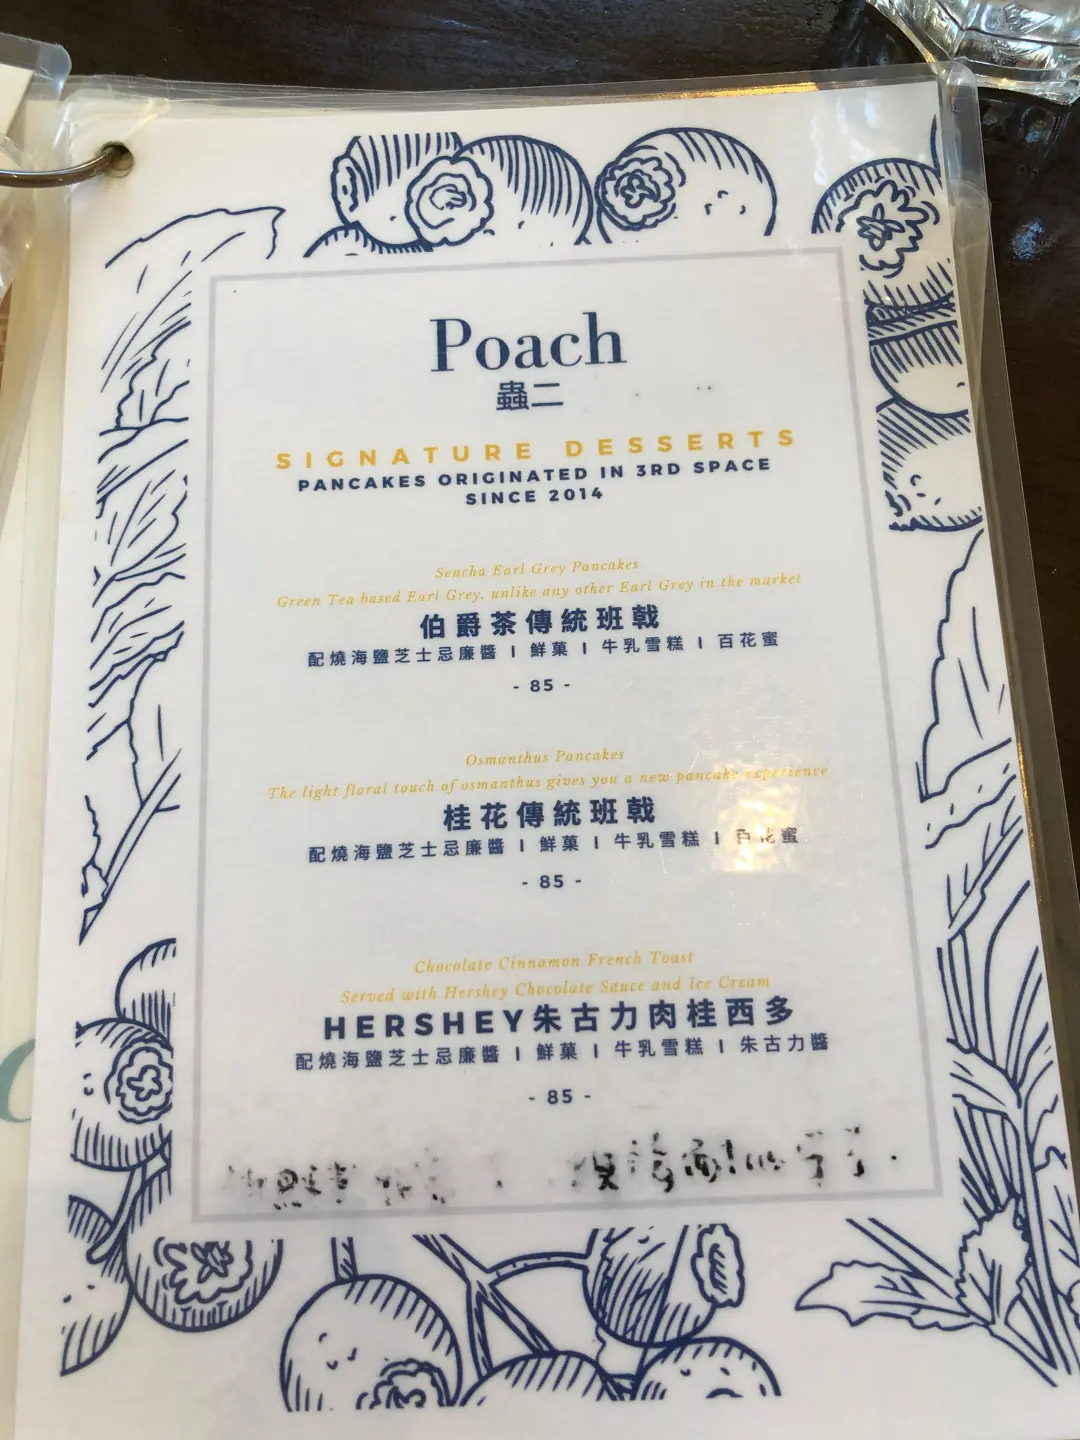 Poach
蟲二
SIGNATURE DESSERTS
PANCAKES ORIGINATED IN 3RD SPACE
SINCE 2014
Sencha Earl Grey Pancakes
Green Tea based Earl Grey, unlike any other Earl Grey in the market
伯爵茶傳統班戟
配燒海鹽芝士忌廉醬 I 鮮菓 I 牛乳雪糕 I 百花蜜
- 85 -
Osmanthus Pancakes
The light floral touch of osmanthus gives you a new pancake experience
桂花傳統班戟
配燒海鹽芝士忌廉醬 I 鮮菓 I 牛乳雪糕 I 百花蜜
- 85 -
Chocolate Cinnamon French Toast
Served with Hershey Chocolate Sauce and Ice Cream
HERSHEY朱古力肉桂西多
配燒海鹽芝士忌廉醬 I 鮮菓 I 牛乳雪糕 I 朱古力醬
- 85 -